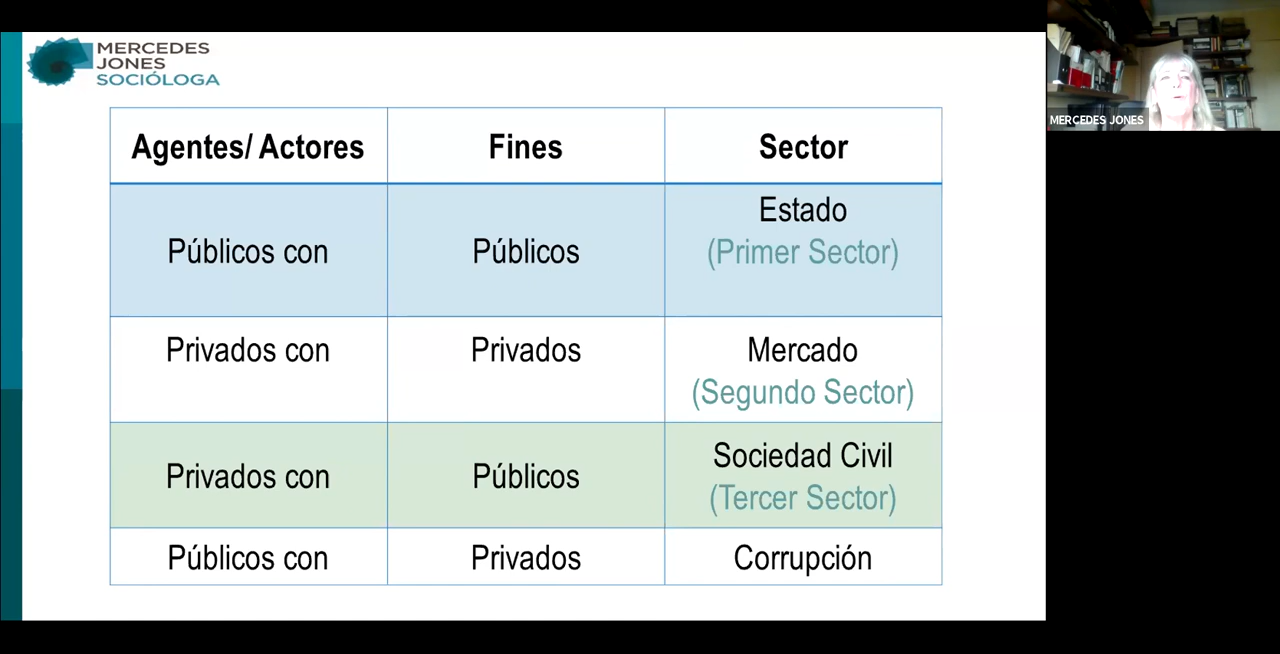 MERCEDES
JONES
SOCIÓLOGA
MERCEDES JONES
Agentes/ Actores Fines Sector
Públicos con Públicos Estado
(Primer Sector)
Privados con Privados Mercado
(Segundo Sector)
Privados con Públicos Sociedad Civil
(Tercer Sector)
Públicos con Privados Corrupción